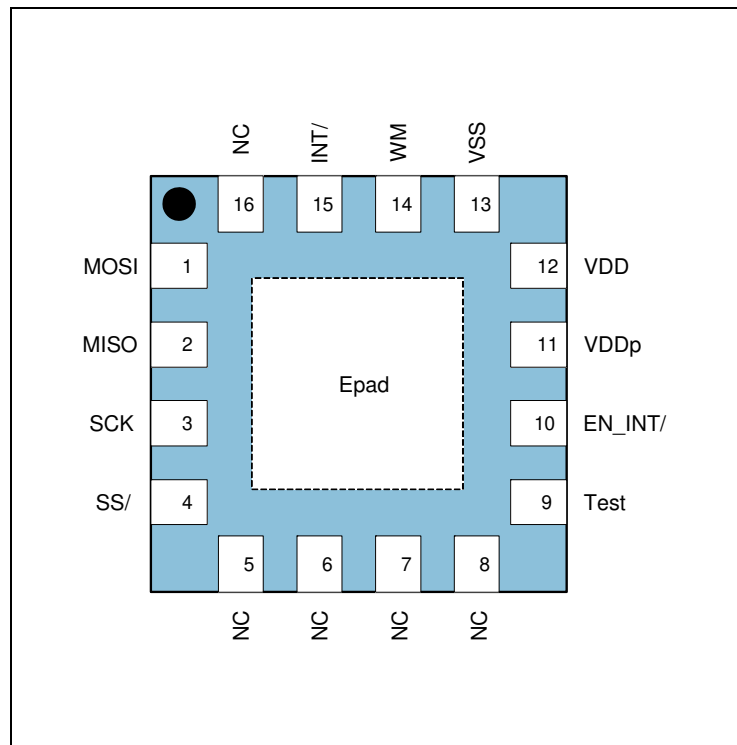 NC INT/ WM VSS
16 15 14 13
MOSI 1 12 VDD
MISO 2 11 VDDp
Epad
SCK 3 10 EN_INT/
SS/ 4 9 Test
5 6 7 8
NC NC NC NC